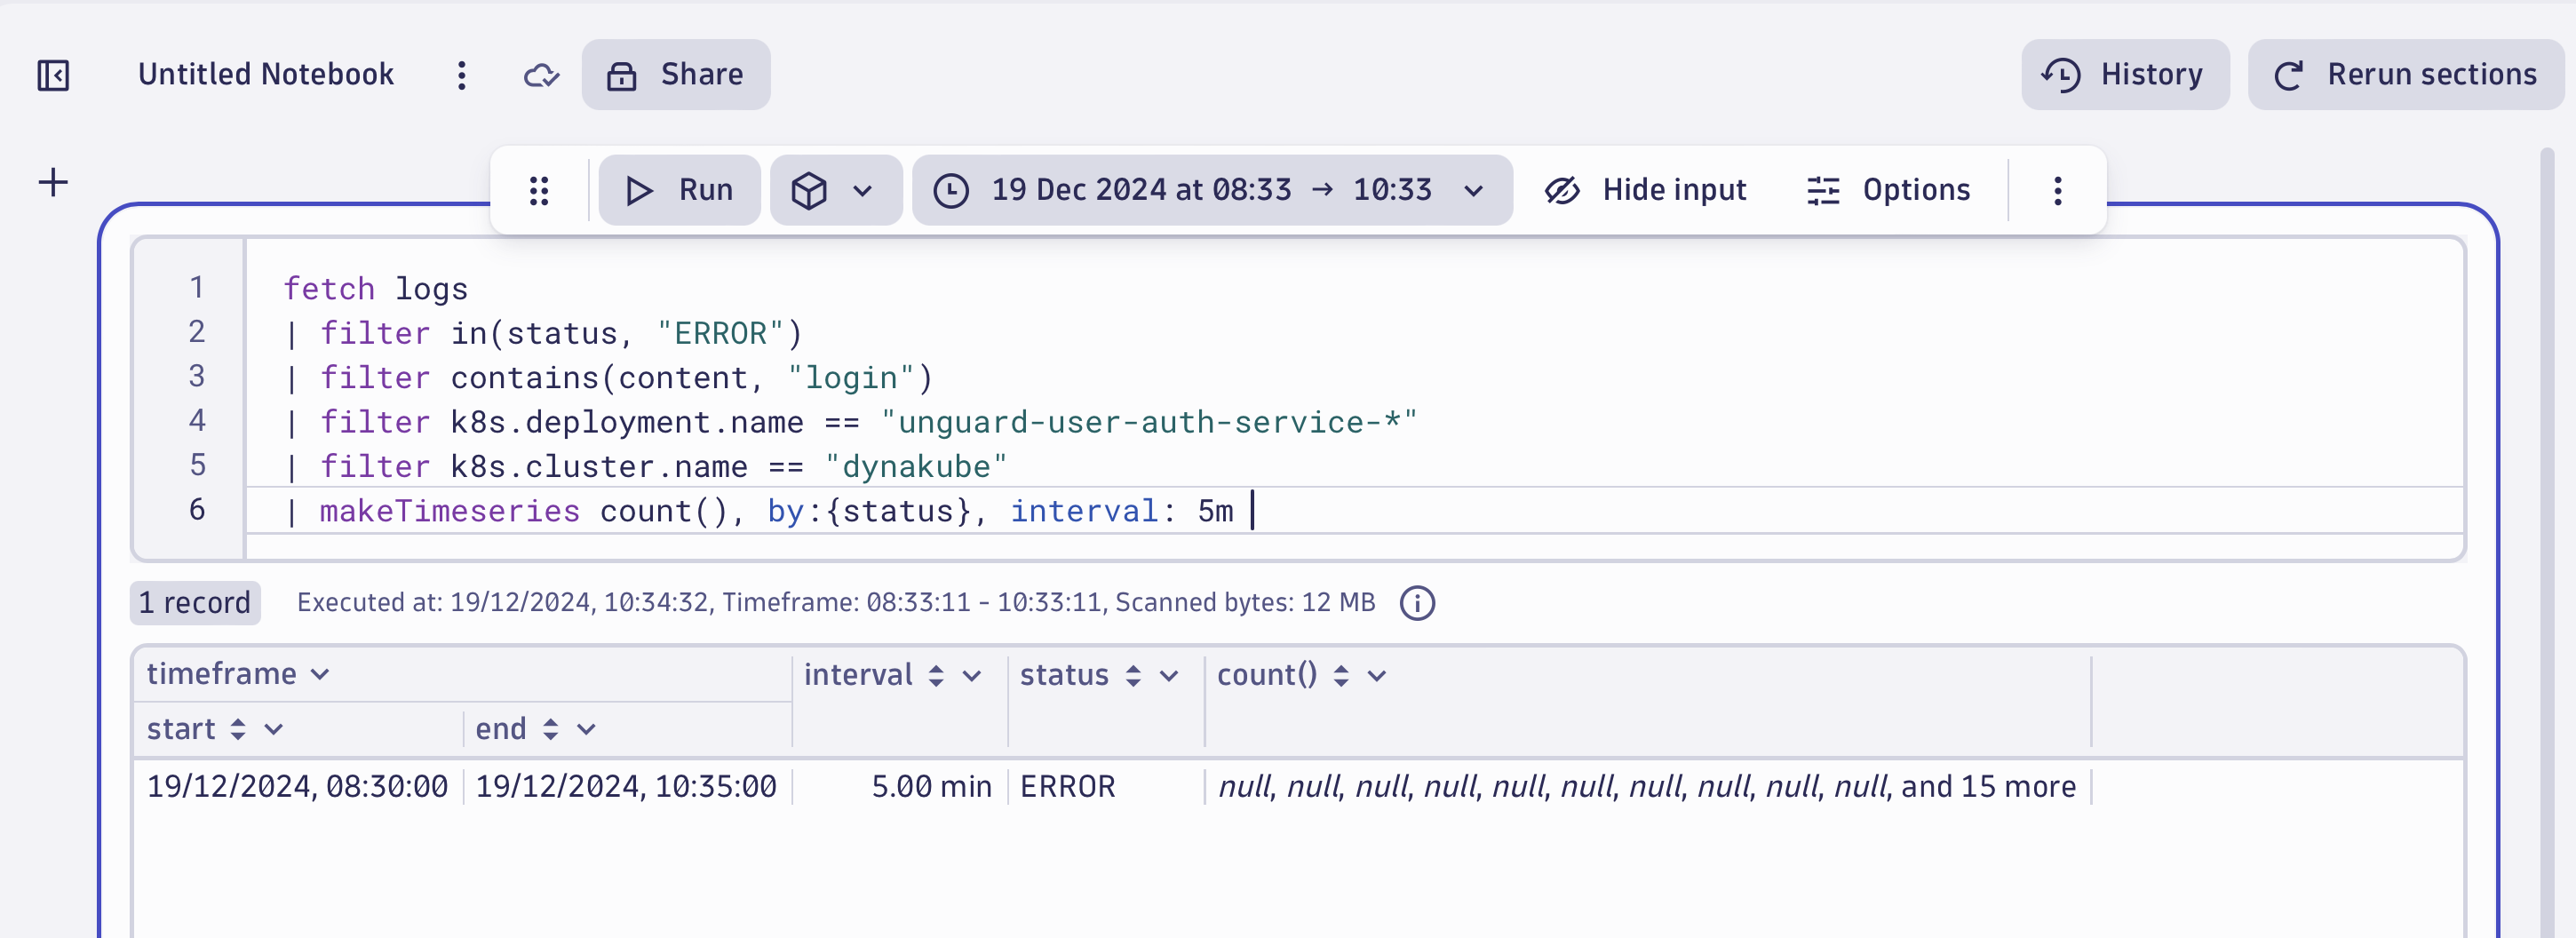 Untitled Notebook
Share
History
Rerun sections
Run
19 Dec 2024 at 08:33 → 10:33
Hide input
Options
1 fetch logs
2 | filter in(status, "ERROR")
3 | filter contains(content, "login")
4 | filter k8s.deployment.name == "unguard-user-auth-service-*"
5 | filter k8s.cluster.name == "dynakube"
6 | makeTimeseries count(), by:{status}, interval: 5m
1 record
Executed at: 19/12/2024, 10:34:32, Timeframe: 08:33:11 - 10:33:11, Scanned bytes: 12 MB
timeframe interval status count()
start end
19/12/2024, 08:30:00 19/12/2024, 10:35:00 5.00 min ERROR null, null, null, null, null, null, null, null, null, null, and 15 more